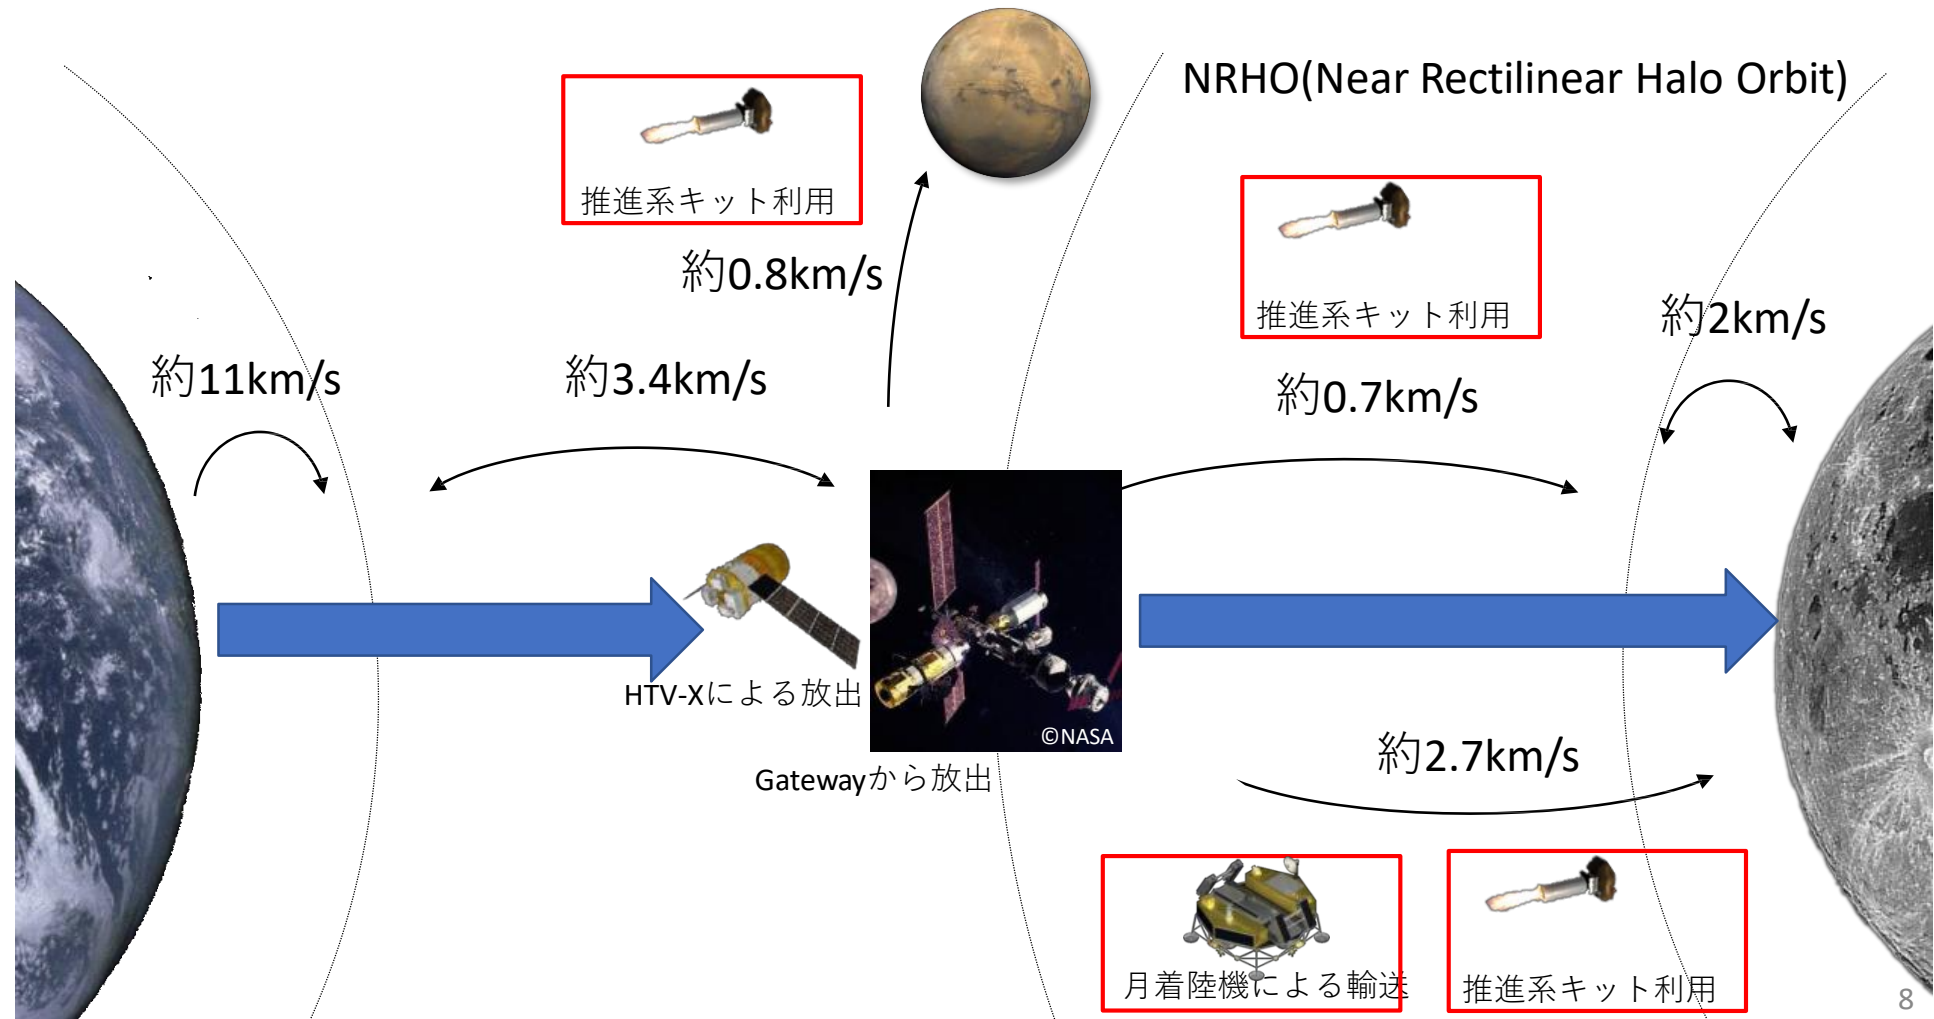 NRHO(Near Rectilinear Halo Orbit)
推進系キット利用
約0.8km/s
推進系キット利用
約2km/s
約11km/s
約3.4km/s
約0.7km/s
HTV-Xによる放出
©NASA
Gatewayから放出
約2.7km/s
月着陸機による輸送
推進系キット利用
8